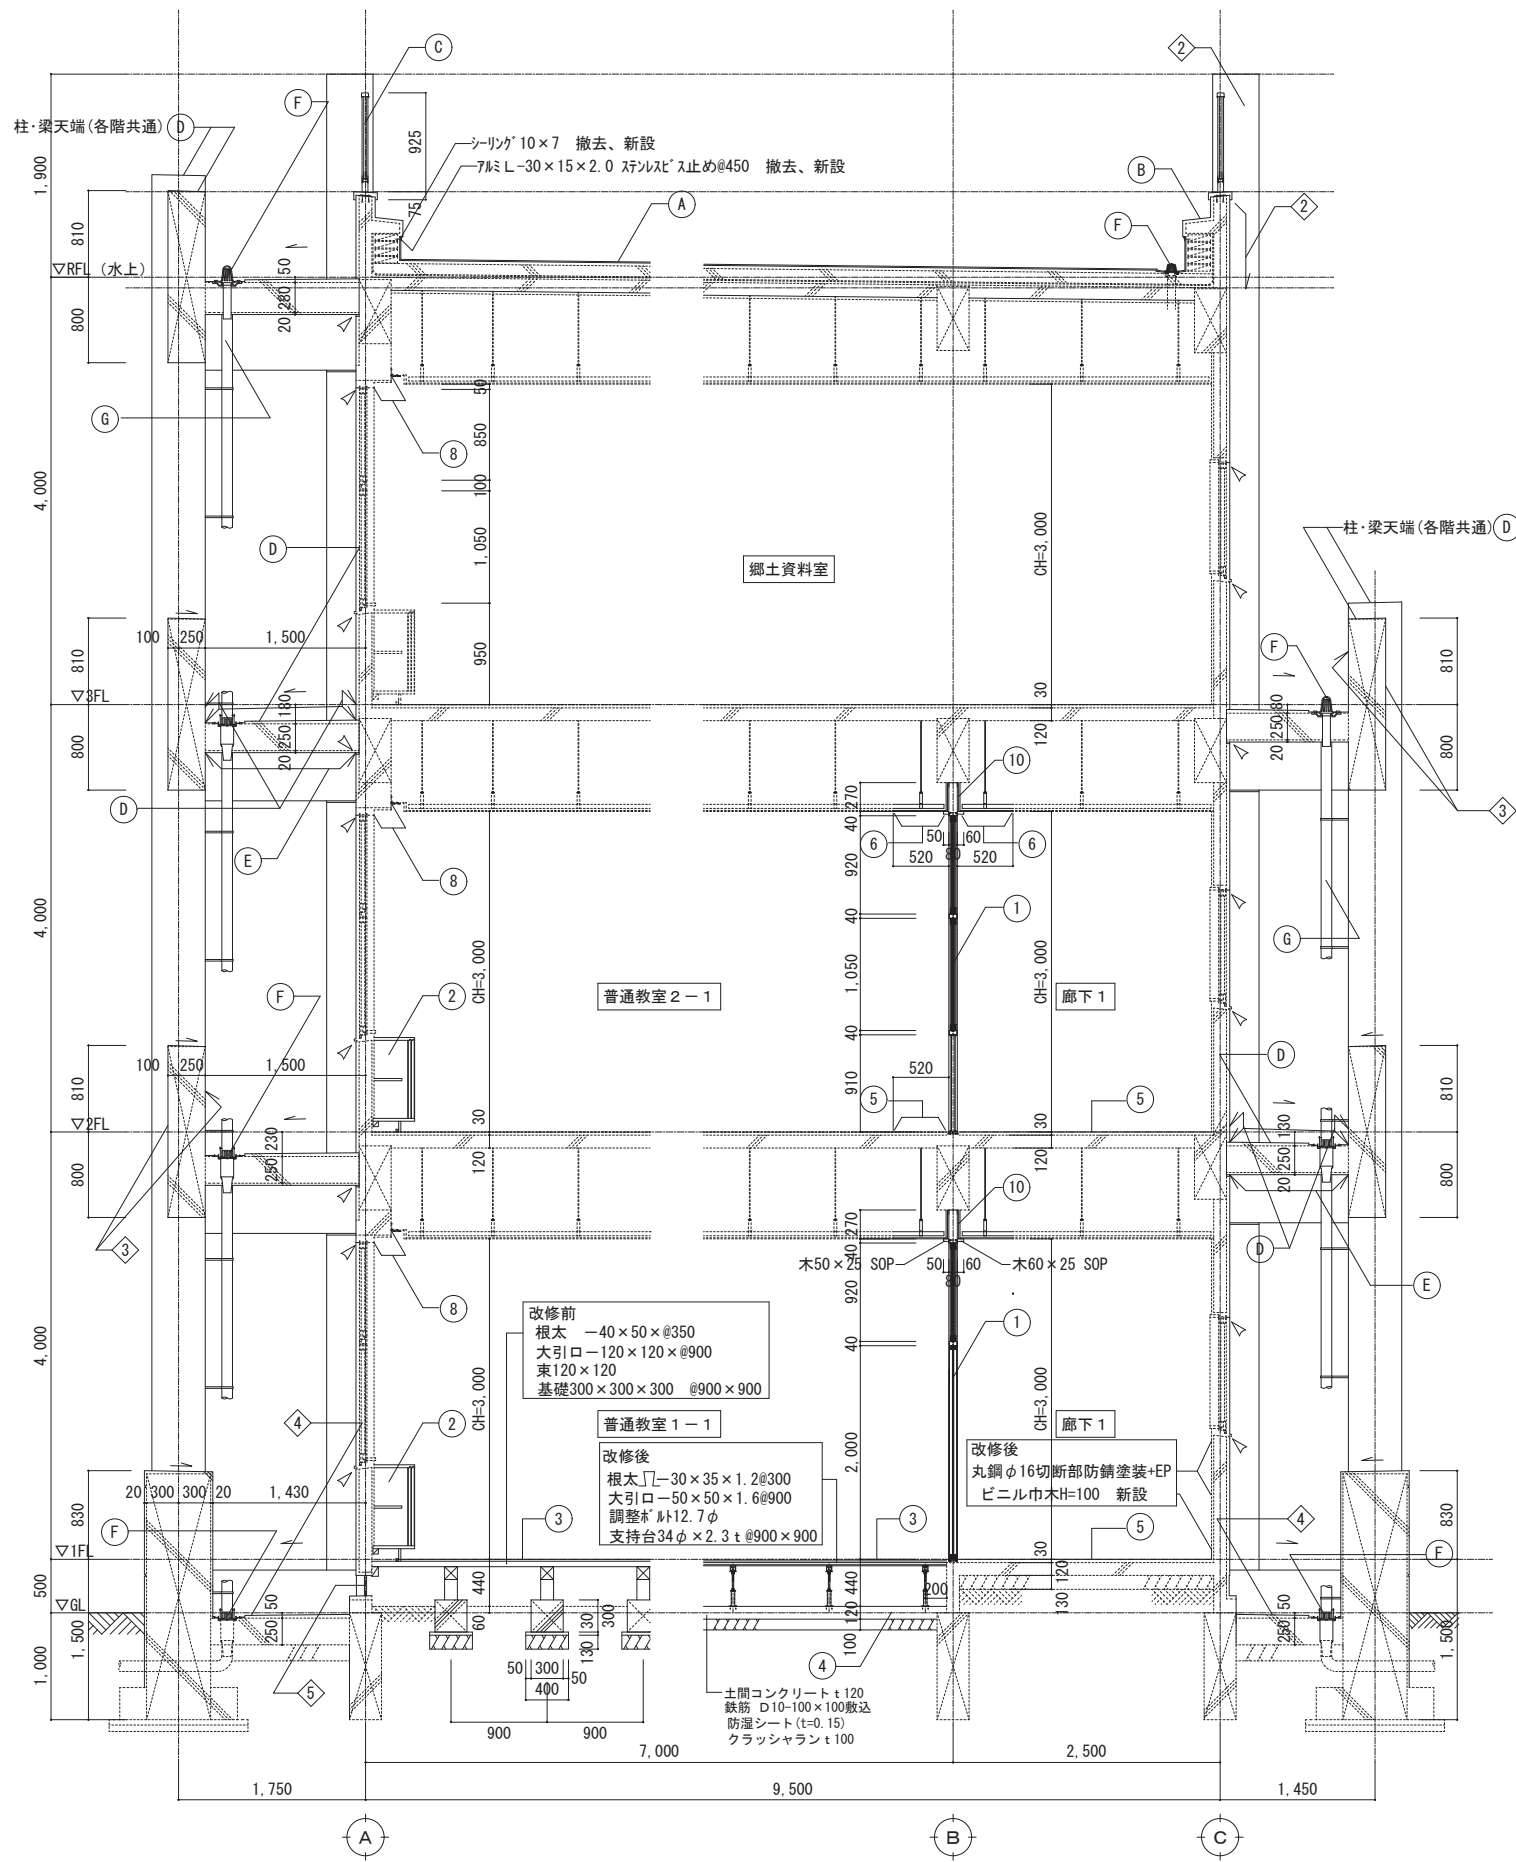 C
2
F
柱・梁天端(各階共通) D
シーリング10×7 撤去、新設
アルミL-30×15×2.0 ステンレスビス止め@450 撤去、新設
925
1,900
75
B
A
2
F
810
▽RFL (水上)
50
280
20
800
G
50
8
850
100
4,000
1,050
CH=3,000
郷土資料室
D
柱・梁天端(各階共通) D
950
100 250 1,500
810
F
810
▽3FL
180
250
20
30
120
80
250
20
800
800
10
270
40
D
E
6
50 60
80
6
520 520
3
8
920
40
1
G
4,000
1,050
CH=3,000
CH=3,000
普通教室2-1
廊下1
2
F
40
100 250 1,500
520
910
D
810
810
5
5
▽2FL
230
250
30
120
30
120
130
250
20
800
800
10
270
40
3
木50×25 SOP
50 60
80
木60×25 SOP
D
E
8
920
40
1
改修前
根太 -40×50×@350
大引ロ-120×120×@900
束120×120
基礎300×300×300 @900×900
4,000
CH=3,000
CH=3,000
4
2
普通教室1-1
廊下1
改修後
根太 -30×35×1.2@300
大引ロ-50×50×1.6@900
調整ボルト12.7φ
支持台34φ×2.3t@900×900
2,000
改修後
丸鋼φ16切断部防錆塗装+EP
ビニル巾木H=100 新設
20 300 300 20 1,430
830
830
F
3
3
5
4
F
▽1FL
30
120
130
500
50
250
440
60
30
300
130
440
120
100
200
50
250
▽GL
1,500
1,000
1,500
50 300 50
400
5
4
土間コンクリートt120
鉄筋 D10-100×100敷込
防湿シート(t=0.15)
クラッシャランt100
900 900
7,000 2,500
1,750 9,500 1,450
A B C